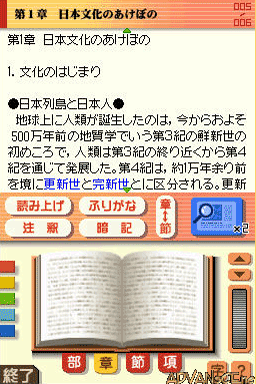 第1章 日本文化のあけぼの
005
006
第1章 日本文化のあけぼの
1. 文化のはじまり
●日本列島と日本人●
地球上に人類が誕生したのは，今からおよそ
500万年前の地質学でいう第3紀の鮮新世の
初めころで，人類は第3紀の終り近くから第4
紀を通じて発展した。第4紀は，約1万年余り前
を境に更新世と完新世とに区分される。更新
読み上げ
ふりがな
章・節
注釈
暗記
×2
部
章
節
項
終了
字
?